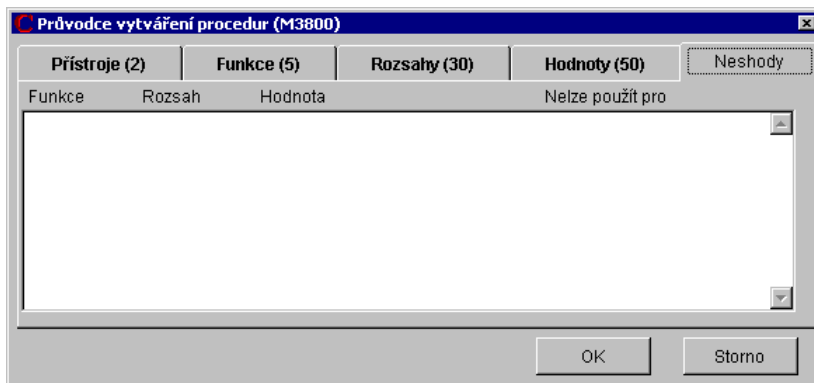 Průvodce vytváření procedur (M3800)
Přístroje (2) Funkce (5) Rozsahy (30) Hodnoty (50) Neshody
Funkce Rozsah Hodnota Nelze použít pro
OK Storno